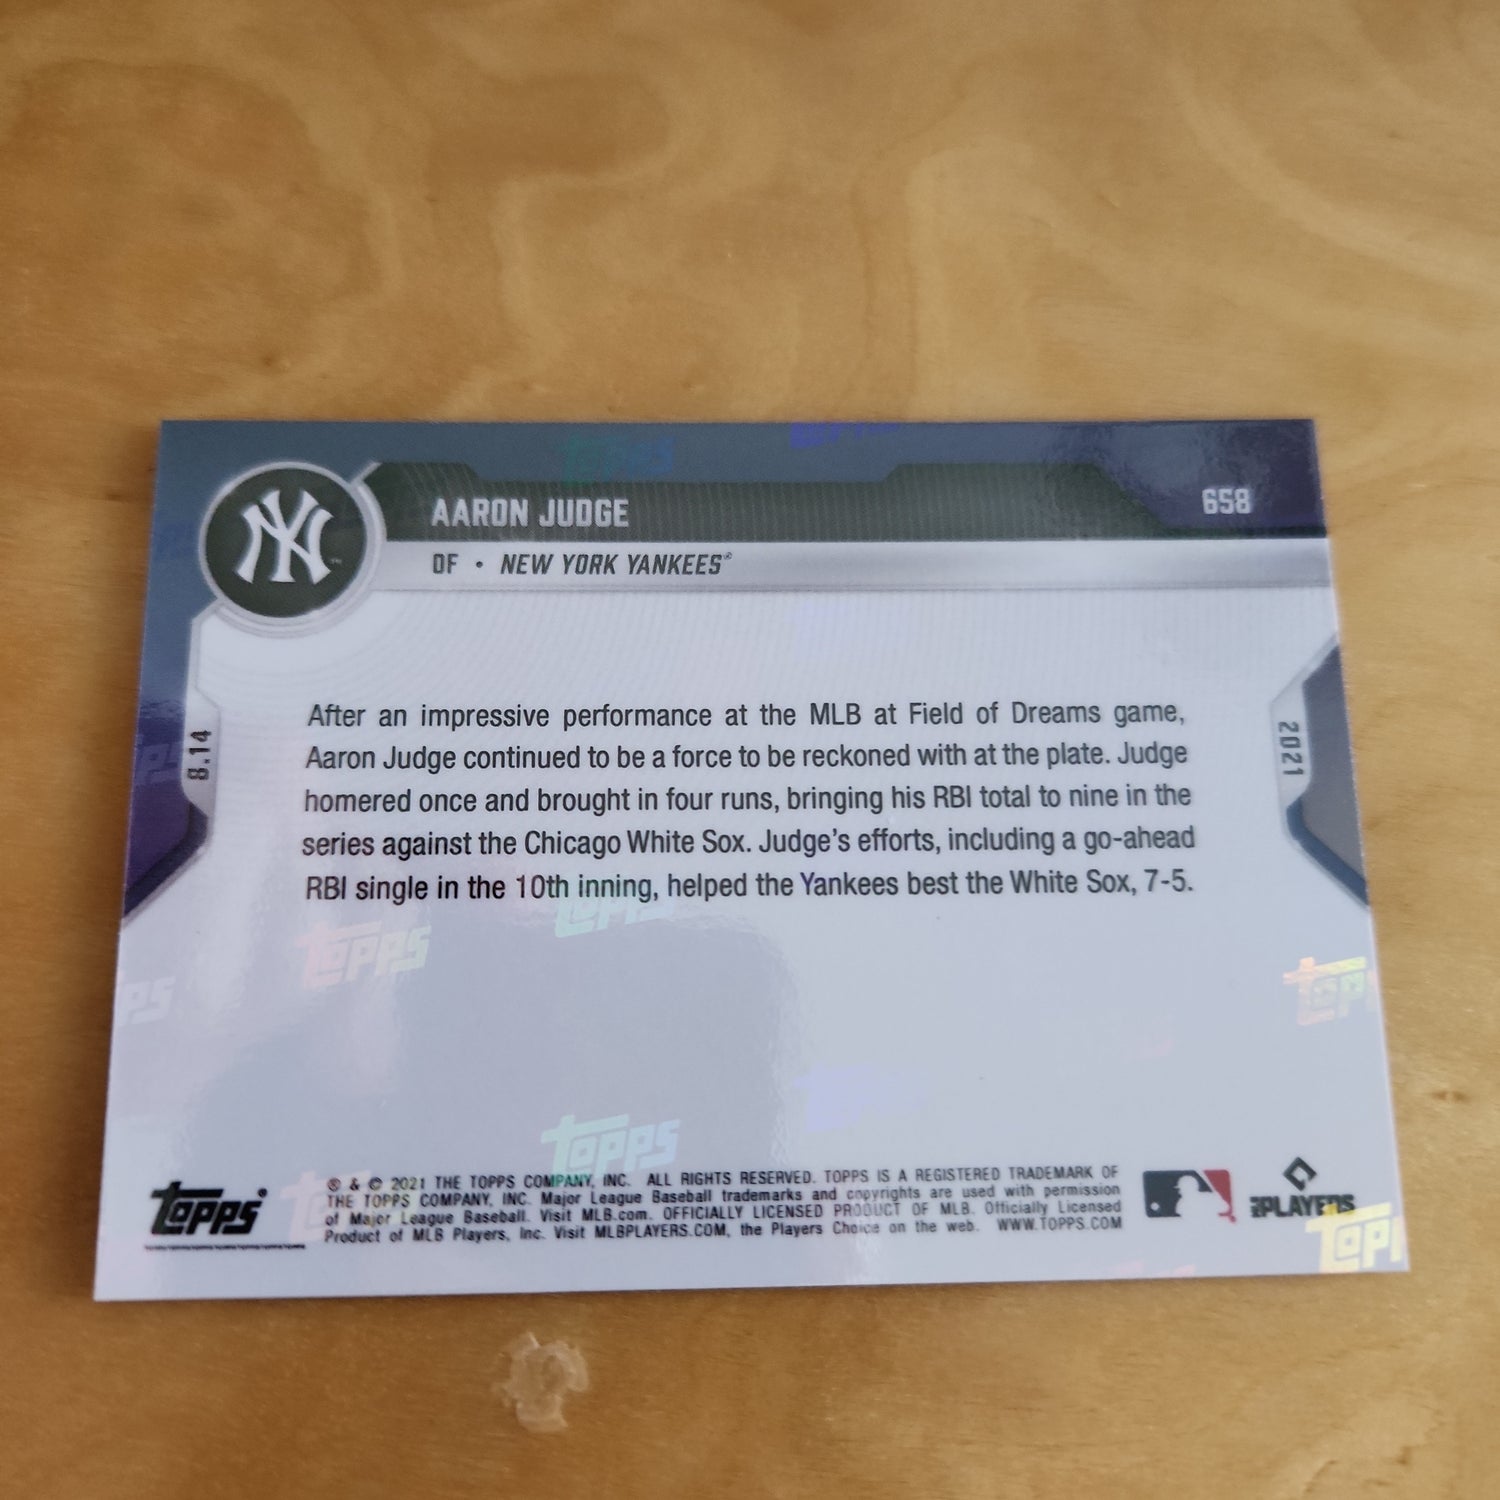 AARON JUDGE
658
OF • NEW YORK YANKEES®
8.14
2021
After an impressive performance at the MLB at Field of Dreams game,
Aaron Judge continued to be a force to be reckoned with at the plate. Judge
homered once and brought in four runs, bringing his RBI total to nine in the
series against the Chicago White Sox. Judge's efforts, including a go-ahead
RBI single in the 10th inning, helped the Yankees best the White Sox, 7-5.
topps
topps
topps
topps®
® & © 2021 THE TOPPS COMPANY, INC. ALL RIGHTS RESERVED. TOPPS IS A REGISTERED TRADEMARK OF
THE TOPPS COMPANY, INC. Major League Baseball trademarks and copyrights are used with permission
of Major League Baseball. Visit MLB.com. OFFICIALLY LICENSED PRODUCT OF MLB. Officially Licensed
Product of MLB Players, Inc. Visit MLBPLAYERS.COM, the Players Choice on the web. WWW.TOPPS.COM
PLAYERS